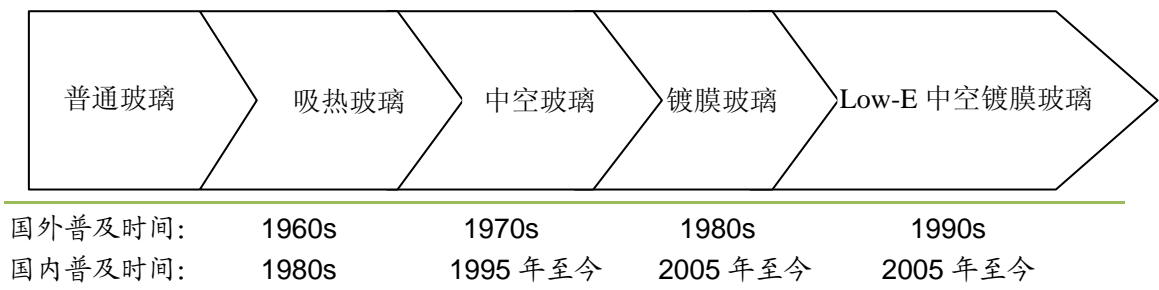 普通玻璃 吸热玻璃 中空玻璃 镀膜玻璃 Low-E 中空镀膜玻璃
国外普及时间: 1960s 1970s 1980s 1990s
国内普及时间: 1980s 1995 年至今 2005 年至今 2005 年至今